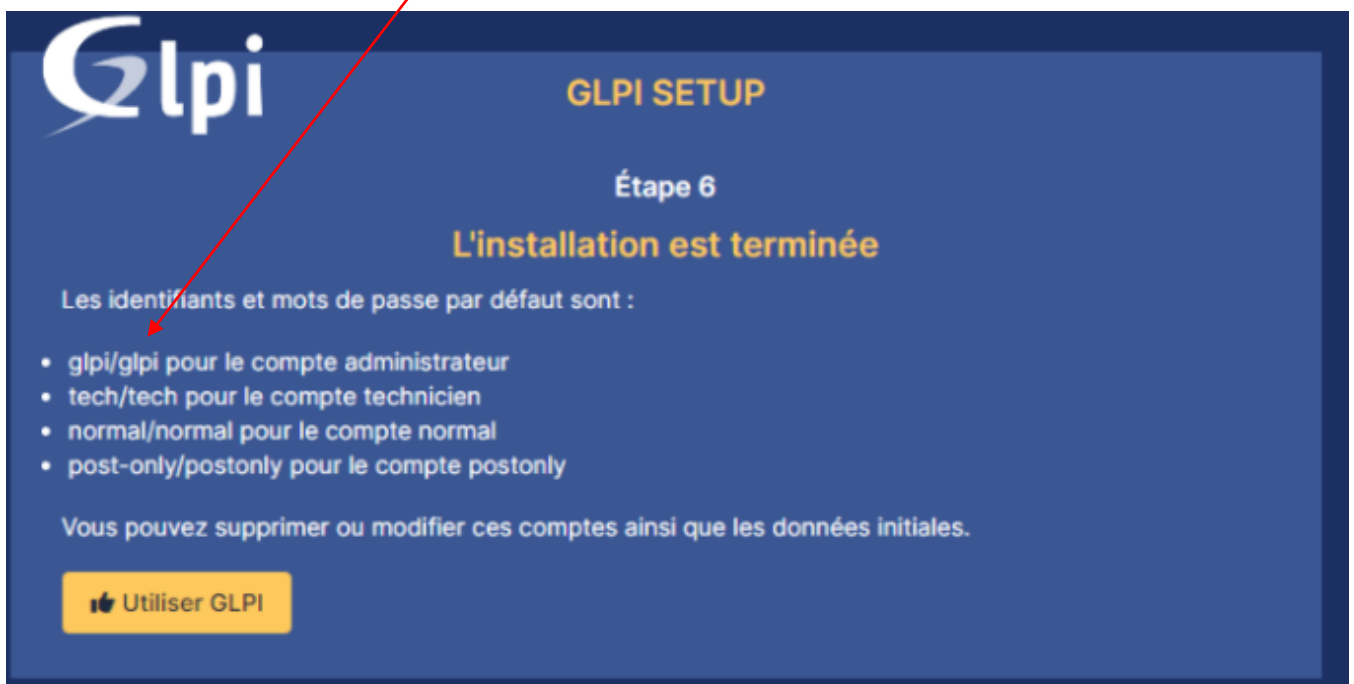 Glpi
GLPI SETUP
Étape 6
L'installation est terminée
Les identifiants et mots de passe par défaut sont :
• glpi/glpi pour le compte administrateur
• tech/tech pour le compte technicien
• normal/normal pour le compte normal
• post-only/postonly pour le compte postonly
Vous pouvez supprimer ou modifier ces comptes ainsi que les données initiales.
Utiliser GLPI